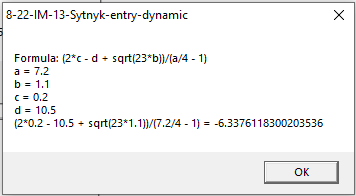 8-22-IM-13-Sytnyk-entry-dynamic
Formula: (2*c - d + sqrt(23*b))/(a/4 - 1)
a = 7.2
b = 1.1
c = 0.2
d = 10.5
(2*0.2 - 10.5 + sqrt(23*1.1))/(7.2/4 - 1) = -6.3376118300203536
OK